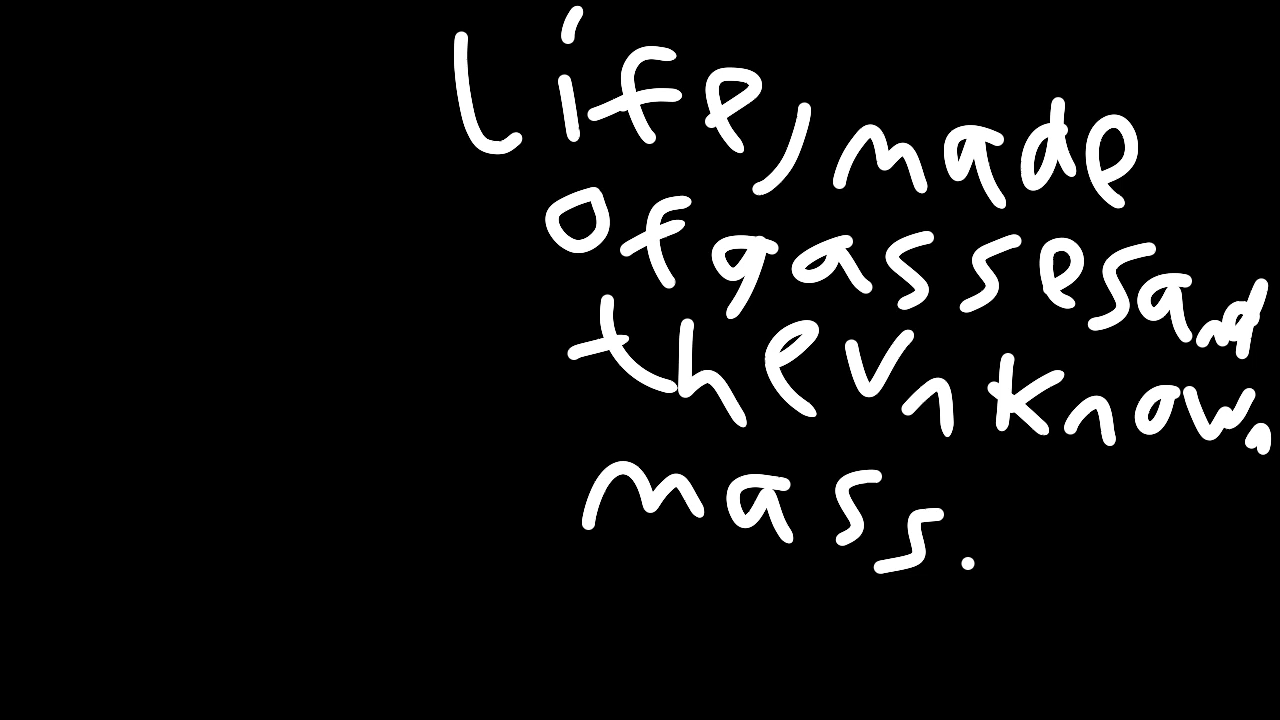 Life, made
of gasses and
the unknown
mass.